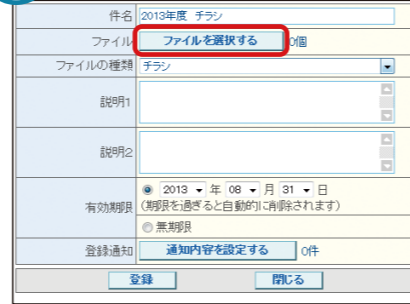 件名 2013年度 チラシ
ファイル ファイルを選択する 0個
ファイルの種類 チラシ
説明1
説明2
有効期限 2013 年 08 月 31 日
(期限を過ぎると自動的に削除されます)
無期限
登録通知 通知内容を設定する 0件
登録 閉じる